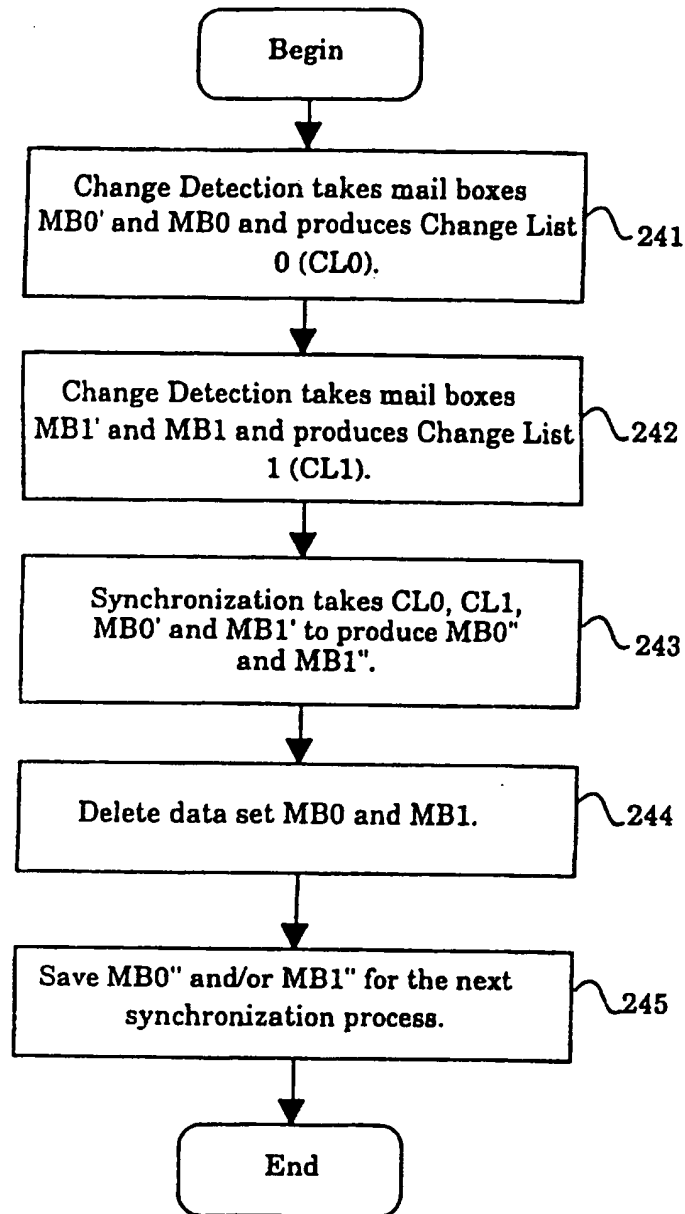 Begin
Change Detection takes mail boxes
MB0' and MB0 and produces Change List
0 (CL0).
241
Change Detection takes mail boxes
MB1' and MB1 and produces Change List
1 (CL1).
242
Synchronization takes CL0, CL1,
MB0' and MB1' to produce MB0"
and MB1".
243
Delete data set MB0 and MB1.
244
Save MB0" and/or MB1" for the next
synchronization process.
245
End